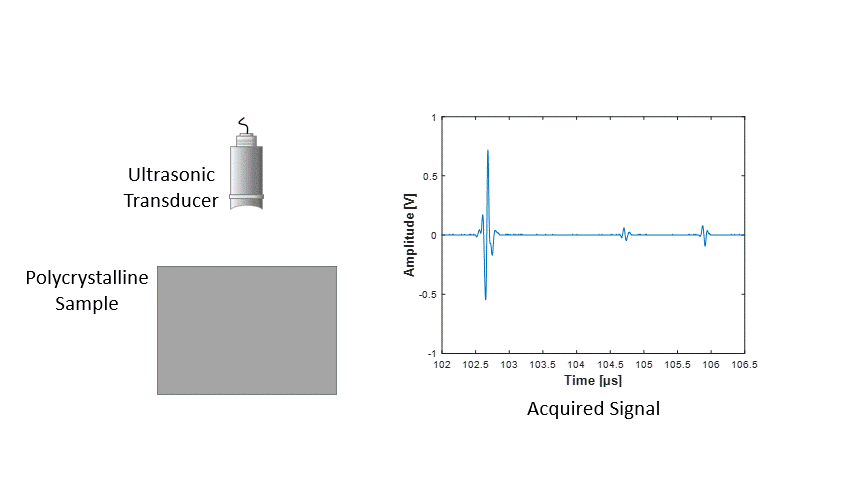 Ultrasonic
Transducer
Polycrystalline
Sample
Amplitude [V]
1
0.5
0
-0.5
-1
102 102.5 103 103.5 104 104.5 105 105.5 106 106.5
Time [µs]
Acquired Signal